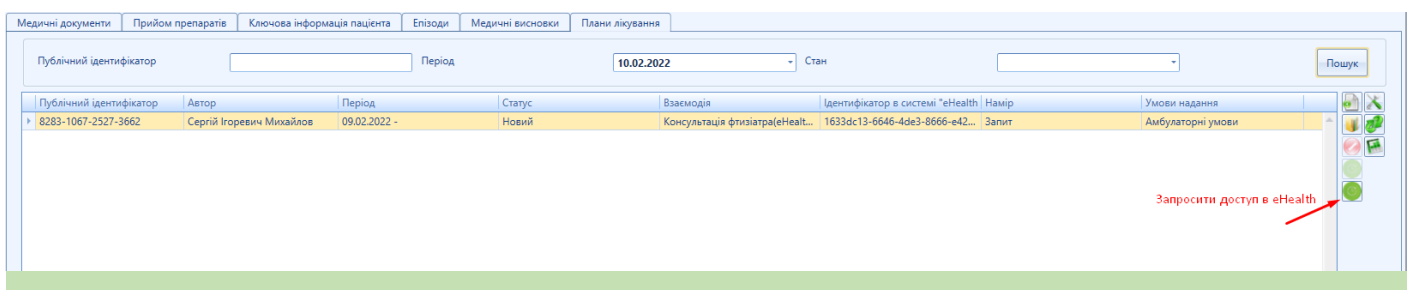 Медичні документи Прийом препаратів Ключова інформація пацієнта Епізоди Медичні висновки Плани лікування
Публічний ідентифікатор Період 10.02.2022 Стан Пошук
Публічний ідентифікатор Автор Період Статус Взаємодія Ідентифікатор в системі "eHealth Намір Умови надання
8283-1067-2527-3662 Сергій Ігоревич Михайлов 09.02.2022 - Новий Консультація фтизіатра(eHealt... 1633dc13-6646-4de3-8666-e42... Запит Амбулаторні умови
Запросити доступ в eHealth